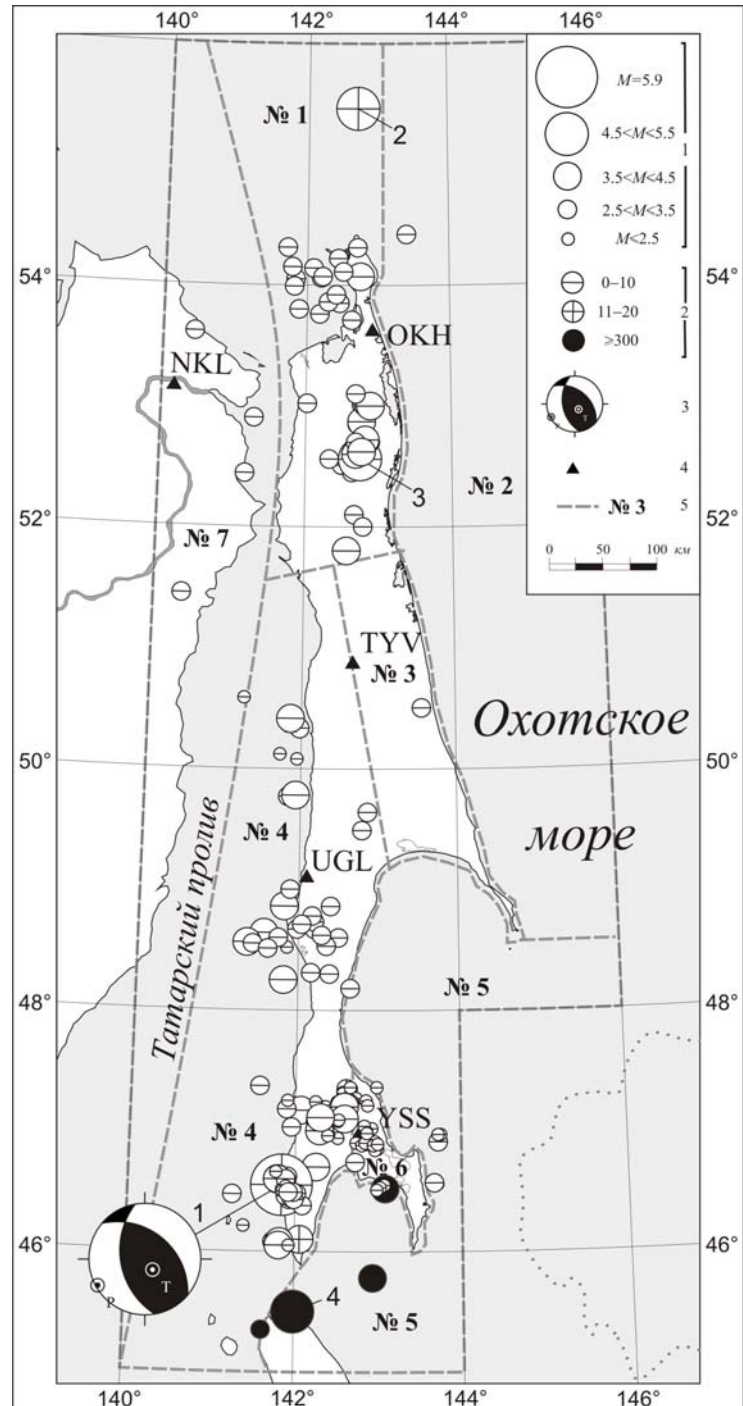 140° 142° 144° 146°
M=5.9
4.5<M<5.5
1
3.5<M<4.5
2.5<M<3.5
M<2.5
0–10
11–20
2
≥300
P
T
3
4
№ 3
5
0 50 100 км
№ 1
2
54°
54°
OKH
NKL
№ 2
3
52°
52°
№ 7
TYV
№ 3
Охотское
море
50°
50°
№ 4
UGL
Татарский пролив
48°
48°
№ 5
YSS
№ 4
№ 6
1
46°
46°
T
P
4
№ 5
140° 142° 144° 146°